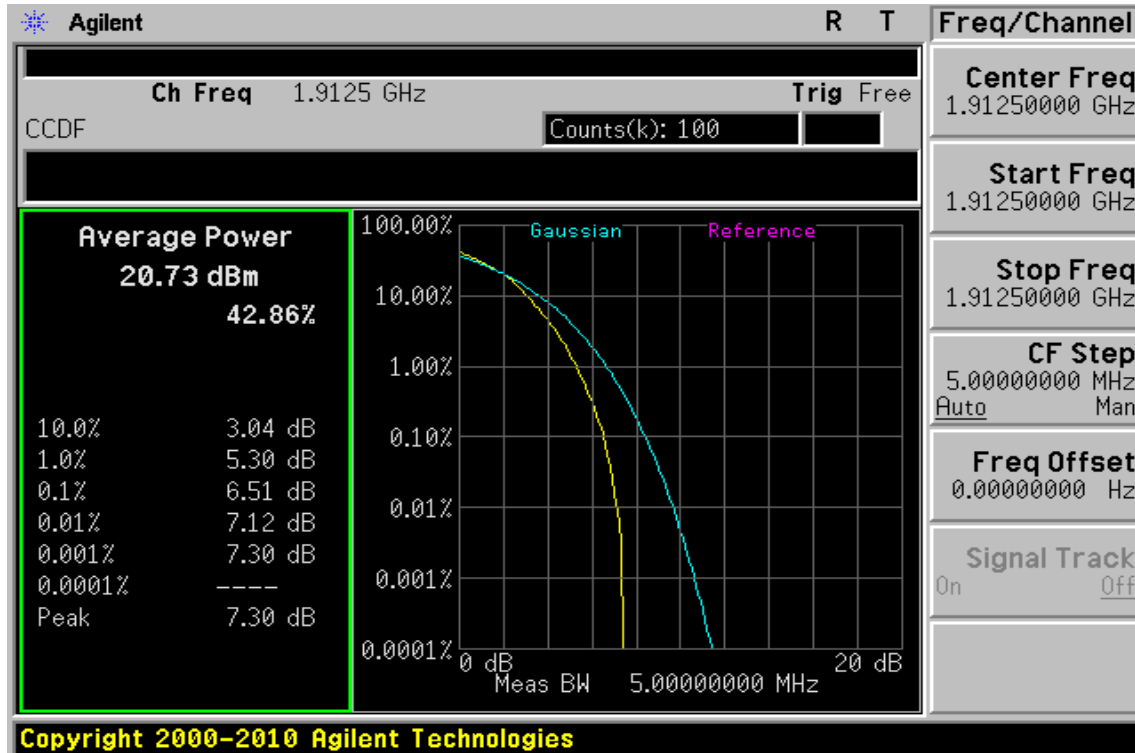 Agilent R T Freq/Channel
Ch Freq 1.9125 GHz Trig Free
CCDF Counts(k): 100
Center Freq
1.91250000 GHz
Start Freq
1.91250000 GHz
Stop Freq
1.91250000 GHz
CF Step
5.00000000 MHz
Auto Man
Freq Offset
0.00000000 Hz
Signal Track
On Off
Average Power
20.73 dBm
42.86%
10.0% 3.04 dB
1.0% 5.30 dB
0.1% 6.51 dB
0.01% 7.12 dB
0.001% 7.30 dB
0.0001% ----
Peak 7.30 dB
Gaussian Reference
100.00%
10.00%
1.00%
0.10%
0.01%
0.001%
0.0001%
0 dB 20 dB
Meas BW 5.00000000 MHz
Copyright 2000-2010 Agilent Technologies